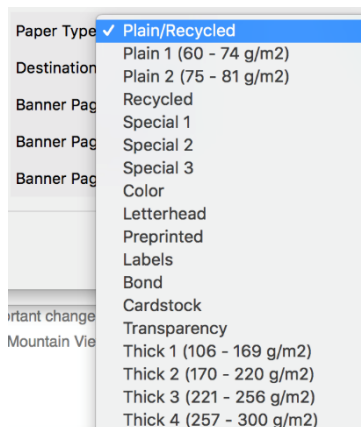 Paper Type ✓ Plain/Recycled
Plain 1 (60 - 74 g/m2)
Destination
Plain 2 (75 - 81 g/m2)
Recycled
Banner Pag
Special 1
Special 2
Banner Pag
Special 3
Banner Pag
Color
Letterhead
Preprinted
Labels
Bond
Cardstock
rtant change
Transparency
Mountain Vie
Thick 1 (106 - 169 g/m2)
Thick 2 (170 - 220 g/m2)
Thick 3 (221 - 256 g/m2)
Thick 4 (257 - 300 g/m2)